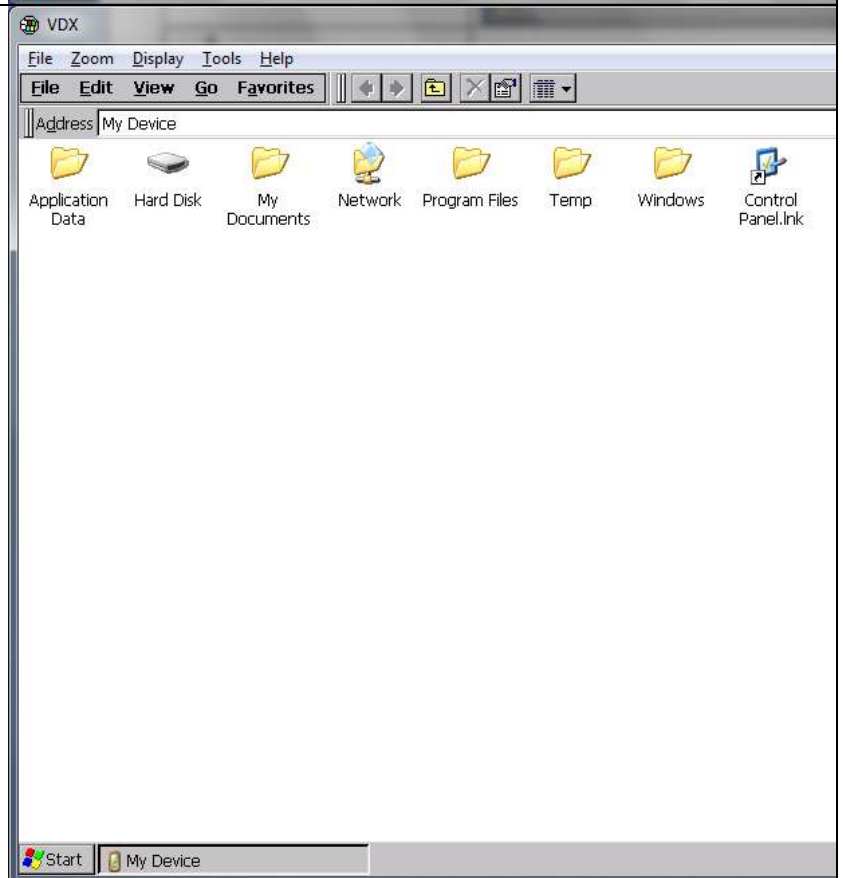 VDX
File Zoom Display Tools Help
File Edit View Go Favorites
Address My Device
Application Data
Hard Disk
My Documents
Network
Program Files
Temp
Windows
Control Panel.lnk
Start My Device